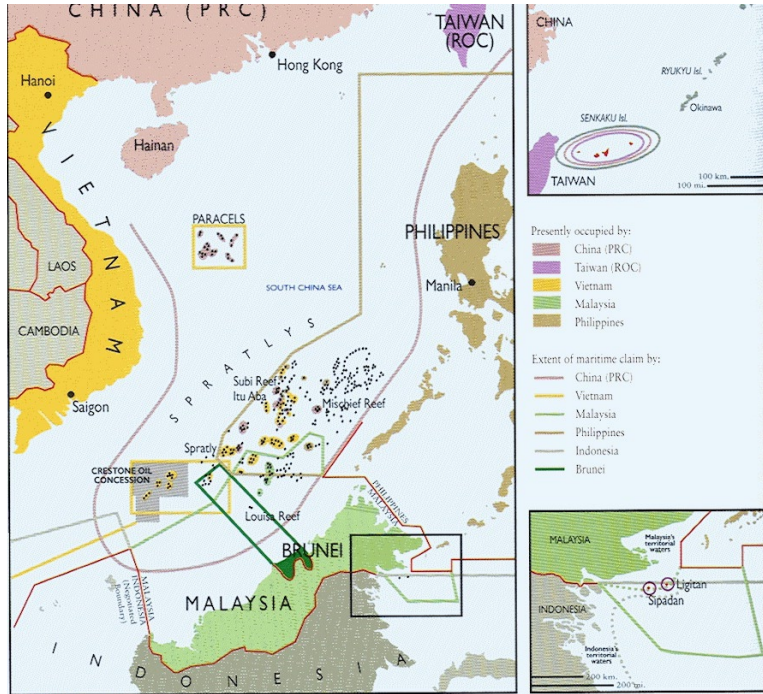 CHINA (PRC)
TAIWAN
(ROC)
Hong Kong
Hanoi
Hainan
VIETNAM
LAOS
CAMBODIA
Saigon
PARACELS
SOUTH CHINA SEA
PHILIPPINES
Manila
SPRATLYS
Subi Reef
Itu Aba
Mischief Reef
Spratly
CRESTONE OIL
CONCESSION
Louisa Reef
PHILIPPINES
MALAYSIA
BRUNEI
MALAYSIA
MALAYSIA
INDONESIA
(Negotiated
Boundary)
INDONESIA
CHINA
RYUKYU Isl.
Okinawa
SENKAKU Isl.
TAIWAN
100 km.
100 mi.
Presently occupied by:
China (PRC)
Taiwan (ROC)
Vietnam
Malaysia
Philippines
Extent of maritime claim by:
China (PRC)
Vietnam
Malaysia
Philippines
Indonesia
Brunei
MALAYSIA
Malaysia's
territorial
waters
Ligitan
Sipadan
INDONESIA
Indonesia's
territorial
waters
200 km.
200 mi.